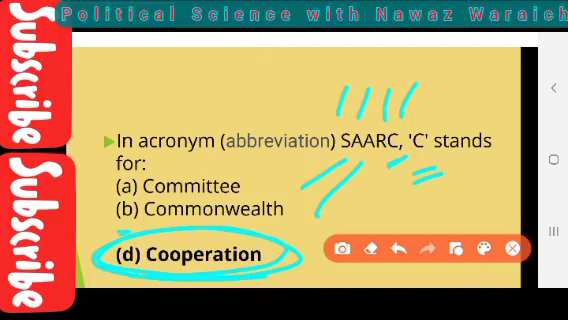 Political Science with Nawaz Waraich
Subscribe
Subscribe
In acronym (abbreviation) SAARC, 'C' stands
for:
(a) Committee
(b) Commonwealth
(d) Cooperation